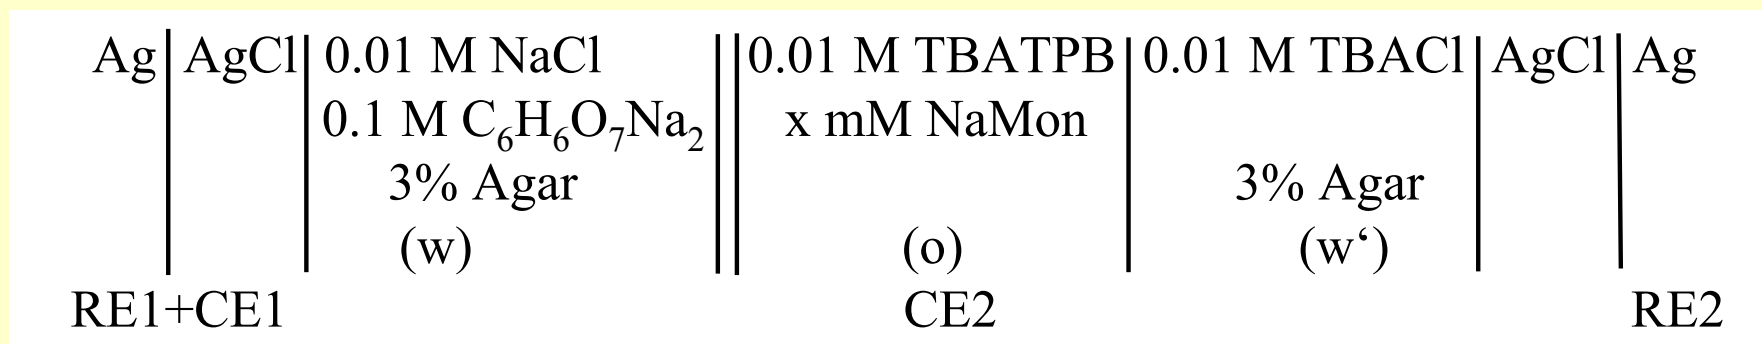 Ag AgCl 0.01 M NaCl 0.01 M TBATPB 0.01 M TBACl AgCl Ag
0.1 M C₆H₆O₇Na₂ x mM NaMon
3% Agar 3% Agar
(w) (o) (w‘)
RE1+CE1 CE2 RE2